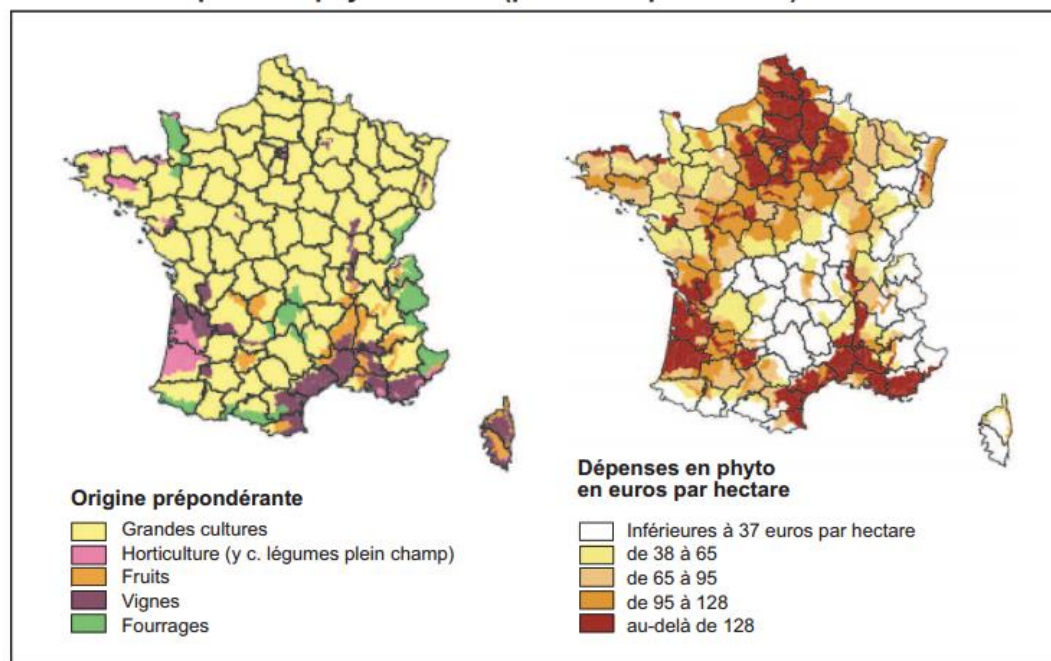 Origine prépondérante
Grandes cultures
Horticulture (y c. légumes plein champ)
Fruits
Vignes
Fourrages
Dépenses en phyto
en euros par hectare
Inférieures à 37 euros par hectare
de 38 à 65
de 65 à 95
de 95 à 128
au-delà de 128